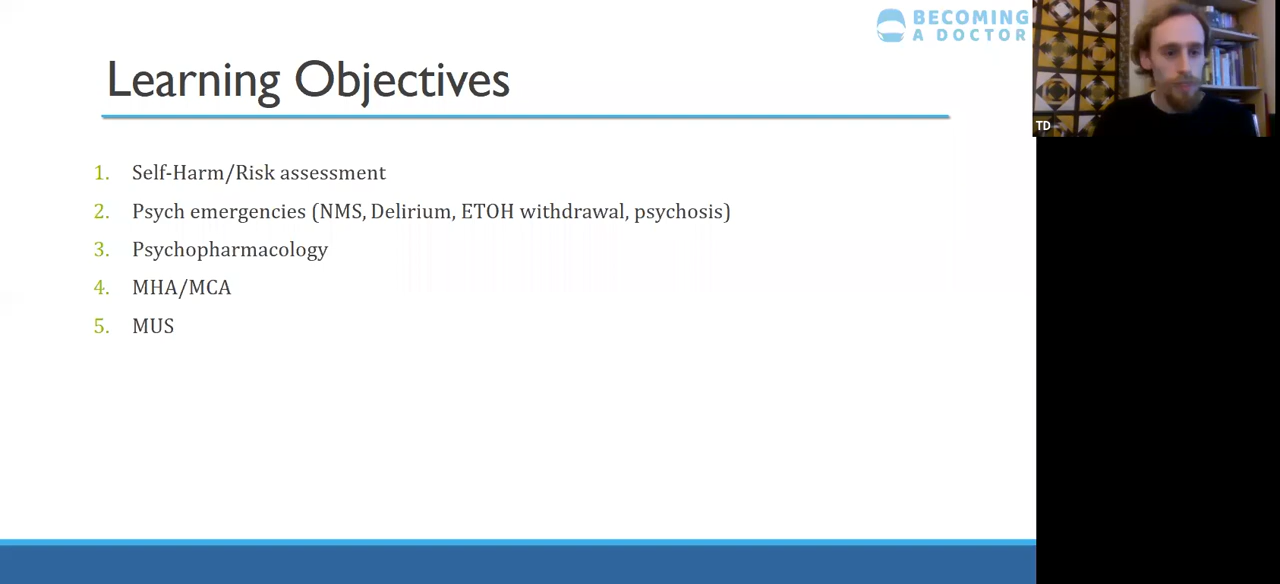 BECOMING
A DOCTOR
Learning Objectives
TD
1. Self-Harm/Risk assessment
2. Psych emergencies (NMS, Delirium, ETOH withdrawal, psychosis)
3. Psychopharmacology
4. MHA/MCA
5. MUS